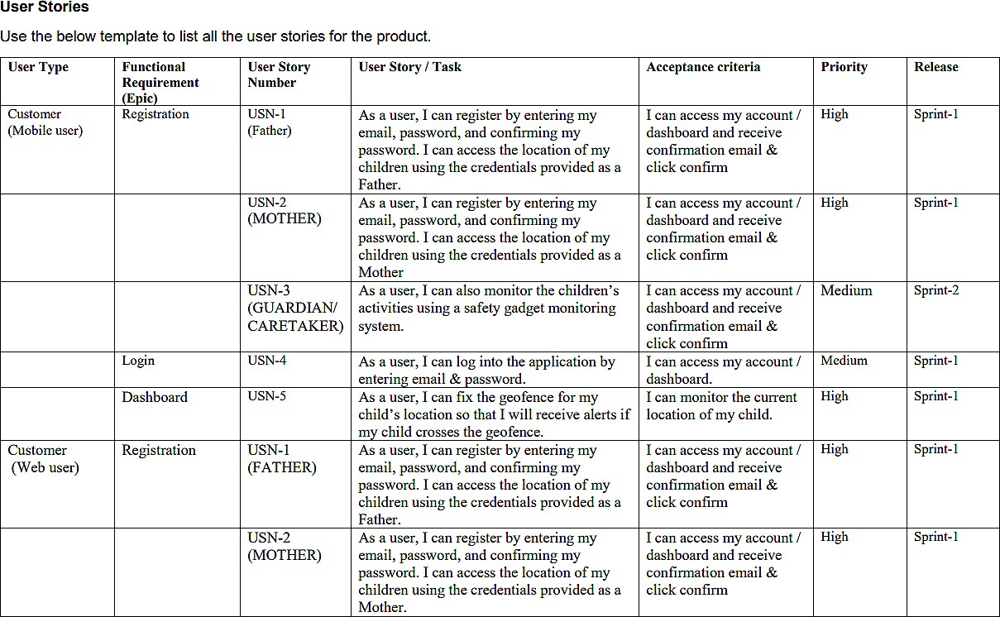 User Stories
Use the below template to list all the user stories for the product.
User Type
Functional
Requirement
(Epic)
User Story
Number
User Story / Task
Acceptance criteria
Priority
Release
Customer
(Mobile user)
Registration
USN-1
(Father)
As a user, I can register by entering my
email, password, and confirming my
password. I can access the location of my
children using the credentials provided as a
Father.
I can access my account /
dashboard and receive
confirmation email &
click confirm
High
Sprint-1
USN-2
(MOTHER)
As a user, I can register by entering my
email, password, and confirming my
password. I can access the location of my
children using the credentials provided as a
Mother
I can access my account /
dashboard and receive
confirmation email &
click confirm
High
Sprint-1
USN-3
(GUARDIAN/
CARETAKER)
As a user, I can also monitor the children’s
activities using a safety gadget monitoring
system.
I can access my account /
dashboard and receive
confirmation email &
click confirm
Medium
Sprint-2
Login
USN-4
As a user, I can log into the application by
entering email & password.
I can access my account /
dashboard.
Medium
Sprint-1
Dashboard
USN-5
As a user, I can fix the geofence for my
child’s location so that I will receive alerts if
my child crosses the geofence.
I can monitor the current
location of my child.
High
Sprint-1
Customer
(Web user)
Registration
USN-1
(FATHER)
As a user, I can register by entering my
email, password, and confirming my
password. I can access the location of my
children using the credentials provided as a
Father.
I can access my account /
dashboard and receive
confirmation email &
click confirm
High
Sprint-1
USN-2
(MOTHER)
As a user, I can register by entering my
email, password, and confirming my
password. I can access the location of my
children using the credentials provided as a
Mother.
I can access my account /
dashboard and receive
confirmation email &
click confirm
High
Sprint-1